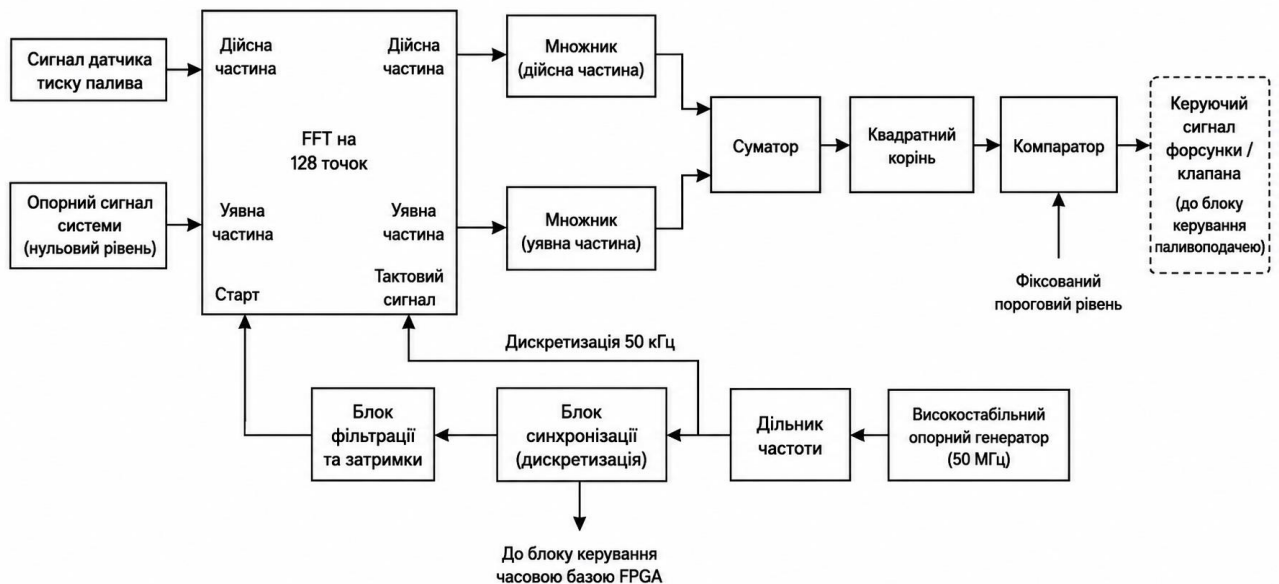 Сигнал датчика
тиску палива
Опорний сигнал
системи
(нульовий рівень)
Дійсна
частина
Дійсна
частина
FFT на
128 точок
Уявна
частина
Уявна
частина
Старт
Тактовий
сигнал
Множник
(дійсна частина)
Множник
(уявна частина)
Суматор
Квадратний
корінь
Компаратор
Фіксований
пороговий рівень
Керуючий
сигнал
форсунки /
клапана
(до блоку
керування
паливоподачею)
Дискретизація 50 кГц
Блок
фільтрації
та затримки
Блок
синхронізації
(дискретизація)
Дільник
частоти
Високостабільний
опорний генератор
(50 МГц)
До блоку керування
часовою базою FPGA